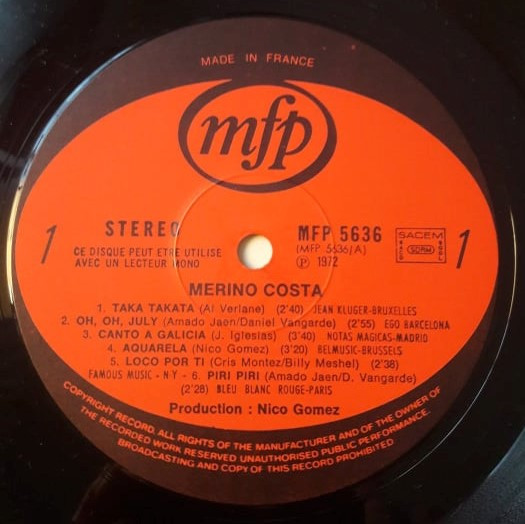 MADE IN FRANCE
mfp
1
STEREO
CE DISQUE PEUT ETRE UTILISE
AVEC UN LECTEUR MONO
MFP 5636
(MFP 5636/A)
Ⓟ 1972
SACEM
SDRM
1
MERINO COSTA
1. TAKA TAKATA (Al Verlane) (2'40) JEAN KLUGER-BRUXELLES
2. OH, OH, JULY (Amado Jaen/Daniel Vangarde) (2'55) EGO BARCELONA
3. CANTO A GALICIA (J. Iglesias) (3'40) NOTAS MAGICAS-MADRID
4. AQUARELA (Nico Gomez) (3'20) BELMUSIC-BRUSSELS
5. LOCO POR TI (Cris Montez/Billy Meshel) (2'38)
FAMOUS MUSIC - N Y - 6. PIRI PIRI (Amado Jaen/D. Vangarde)
(2'28) BLEU BLANC ROUGE-PARIS
Production : Nico Gomez
COPYRIGHT RECORD. ALL RIGHTS OF THE MANUFACTURER AND OF THE OWNER OF
THE RECORDED WORK RESERVED UNAUTHORISED PUBLIC PERFORMANCE.
BROADCASTING AND COPY OF THIS RECORD PROHIBITED